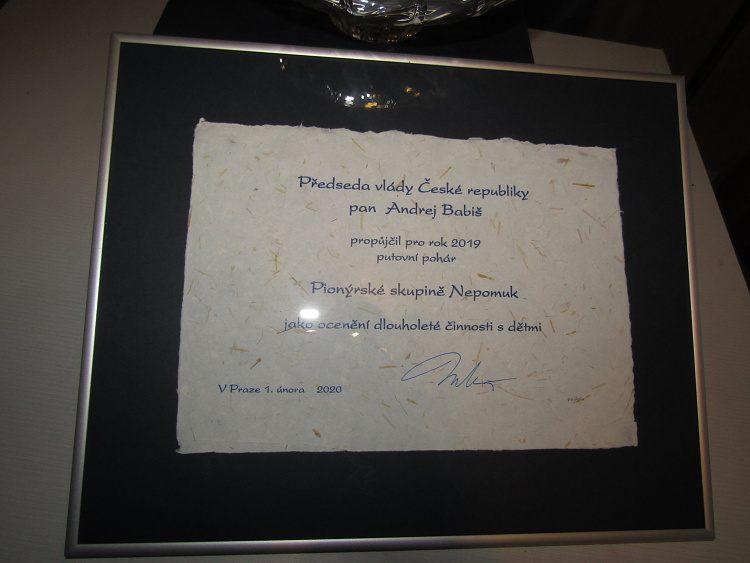 Předseda vlády České republiky
pan Andrej Babiš
propůjčil pro rok 2019
putovní pohár
Pionýrské skupině Nepomuk
jako ocenění dlouholeté činnosti s dětmi
V Praze 1. února 2020